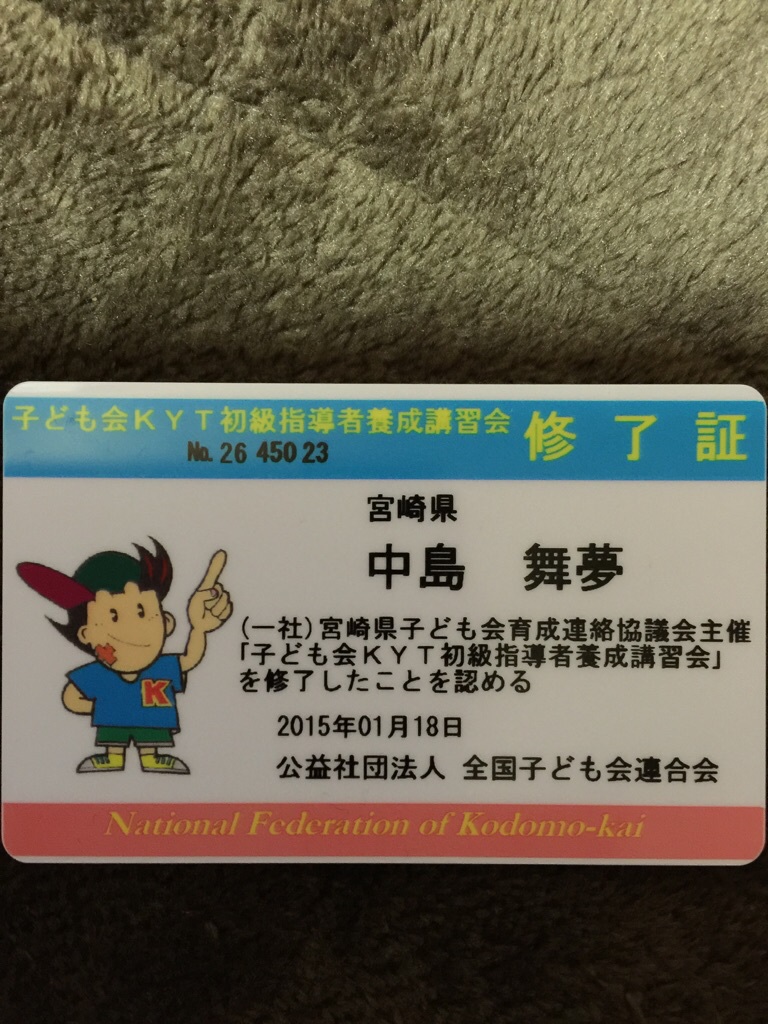 子ども会ＫＹＴ初級指導者養成講習会 修了証
No. 26 450 23
宮崎県
中島 舞夢
(一社)宮崎県子ども会育成連絡協議会主催
「子ども会ＫＹＴ初級指導者養成講習会」
を修了したことを認める
2015年01月18日
公益社団法人 全国子ども会連合会
K
National Federation of Kodomo-kai